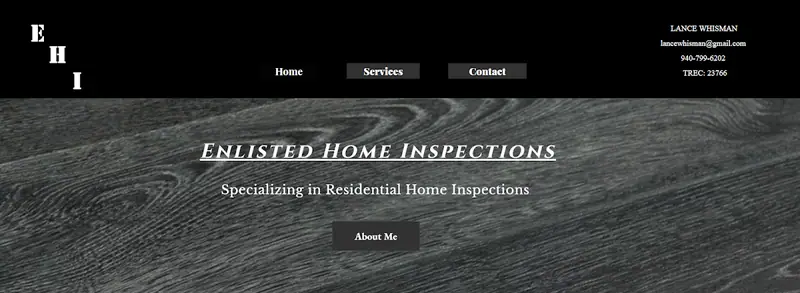 E
H
I
Home
Services
Contact
LANCE WHISMAN
lancewhisman@gmail.com
940-799-6202
TREC: 23766
Enlisted Home Inspections
Specializing in Residential Home Inspections
About Me